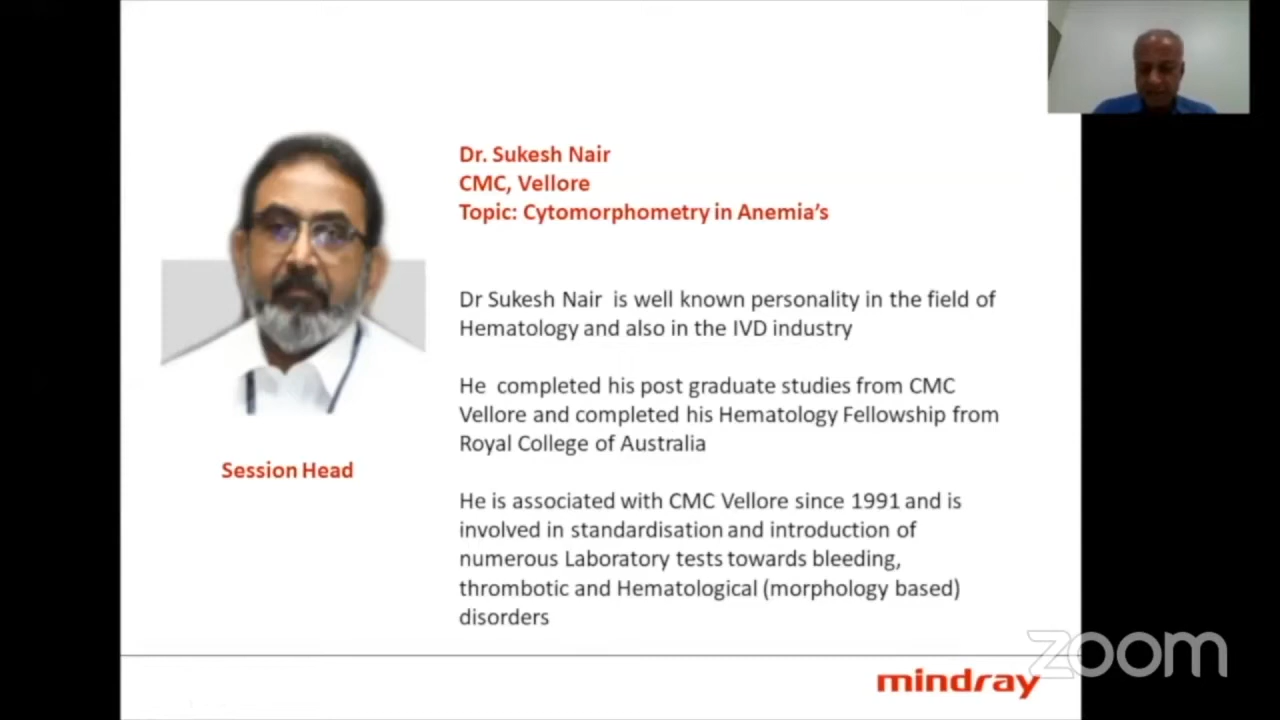 Dr. Sukesh Nair
CMC, Vellore
Topic: Cytomorphometry in Anemia's
Dr Sukesh Nair is well known personality in the field of
Hematology and also in the IVD industry
He completed his post graduate studies from CMC
Vellore and completed his Hematology Fellowship from
Royal College of Australia
Session Head
He is associated with CMC Vellore since 1991 and is
involved in standardisation and introduction of
numerous Laboratory tests towards bleeding,
thrombotic and Hematological (morphology based)
disorders
zoom
mindray